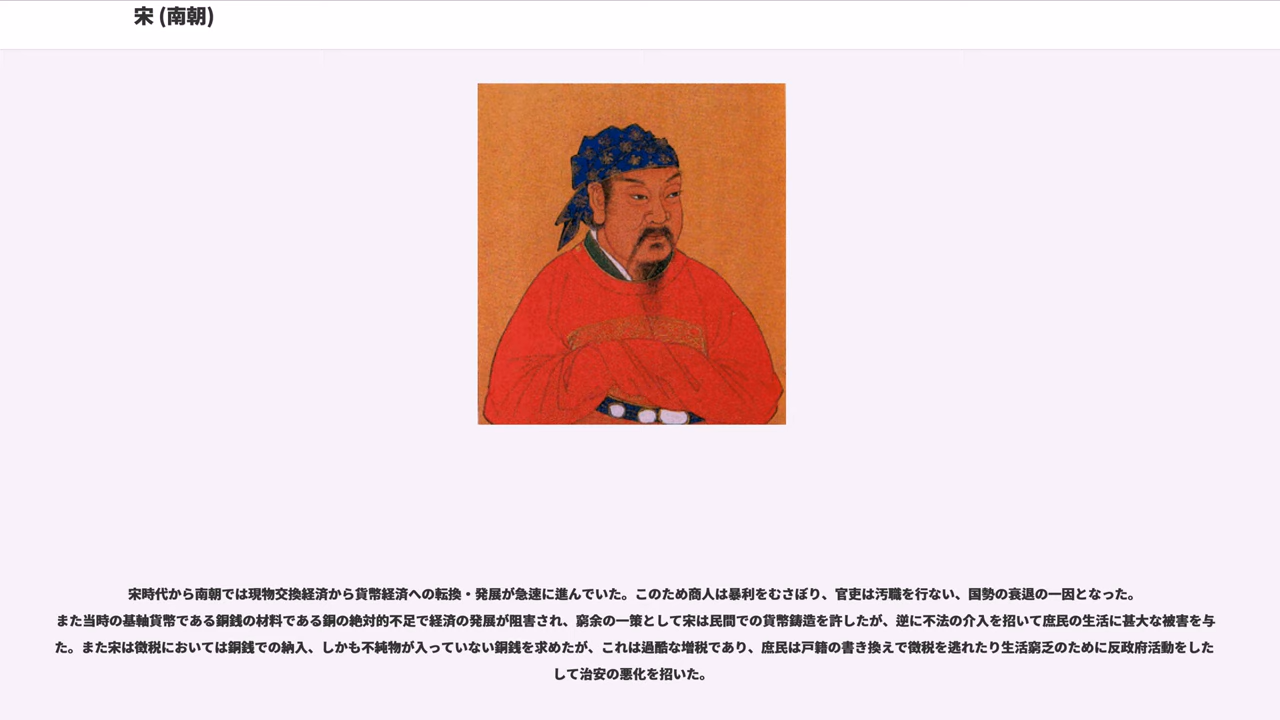 宋 (南朝)
宋時代から南朝では現物交換経済から貨幣経済への転換・発展が急速に進んでいた。このため商人は暴利をむさぼり、官吏は汚職を行ない、国勢の衰退の一因となった。
また当時の基軸貨幣である銅銭の材料である銅の絶対的不足で経済の発展が阻害され、窮余の一策として宋は民間での貨幣鋳造を許したが、逆に不法の介入を招いて庶民の生活に甚大な被害を与
た。また宋は徴税においては銅銭での納入、しかも不純物が入っていない銅銭を求めたが、これは過酷な増税であり、庶民は戸籍の書き換えで徴税を逃れたり生活窮乏のために反政府活動をした
して治安の悪化を招いた。